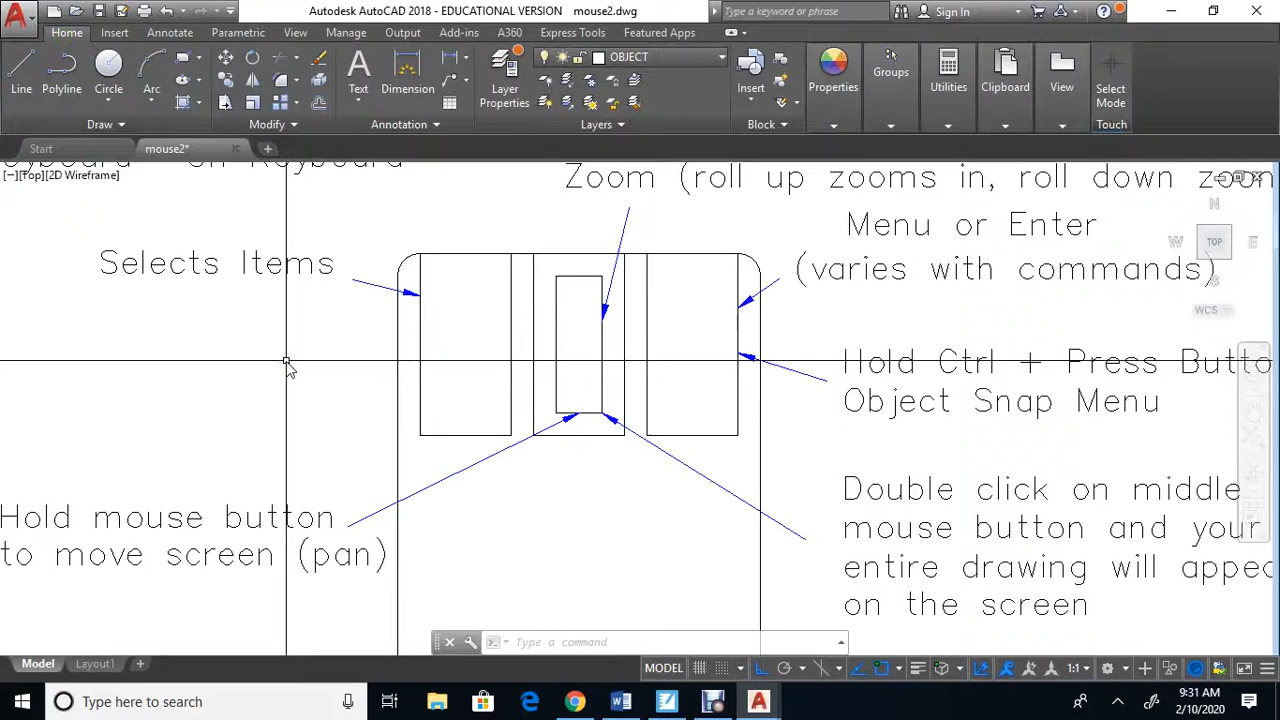 Autodesk AutoCAD 2018 - EDUCATIONAL VERSION mouse2.dwg
Type a keyword or phrase
Sign In
Home Insert Annotate Parametric View Manage Output Add-ins A360 Express Tools Featured Apps
OBJECT
Line Polyline Circle Arc
Text Dimension
Layer
Properties
Insert
Properties
Groups
Utilities
Clipboard
View
Select
Mode
Draw Modify Annotation Layers Block Touch
Start mouse2*
on Keyboard
[−][Top][2D Wireframe]
Zoom (roll up zooms in, roll down
N
W TOP E
S
WCS
Menu or Enter
(varies with commands)
Selects Items
Hold Ctrl + Press
Object Snap Menu
Hold mouse button
to move screen (pan)
Double click on middle
mouse button and your
entire drawing will
on the screen
Type a command
Model Layout1
MODEL
1:1
Type here to search
9:31 AM
2/10/2020